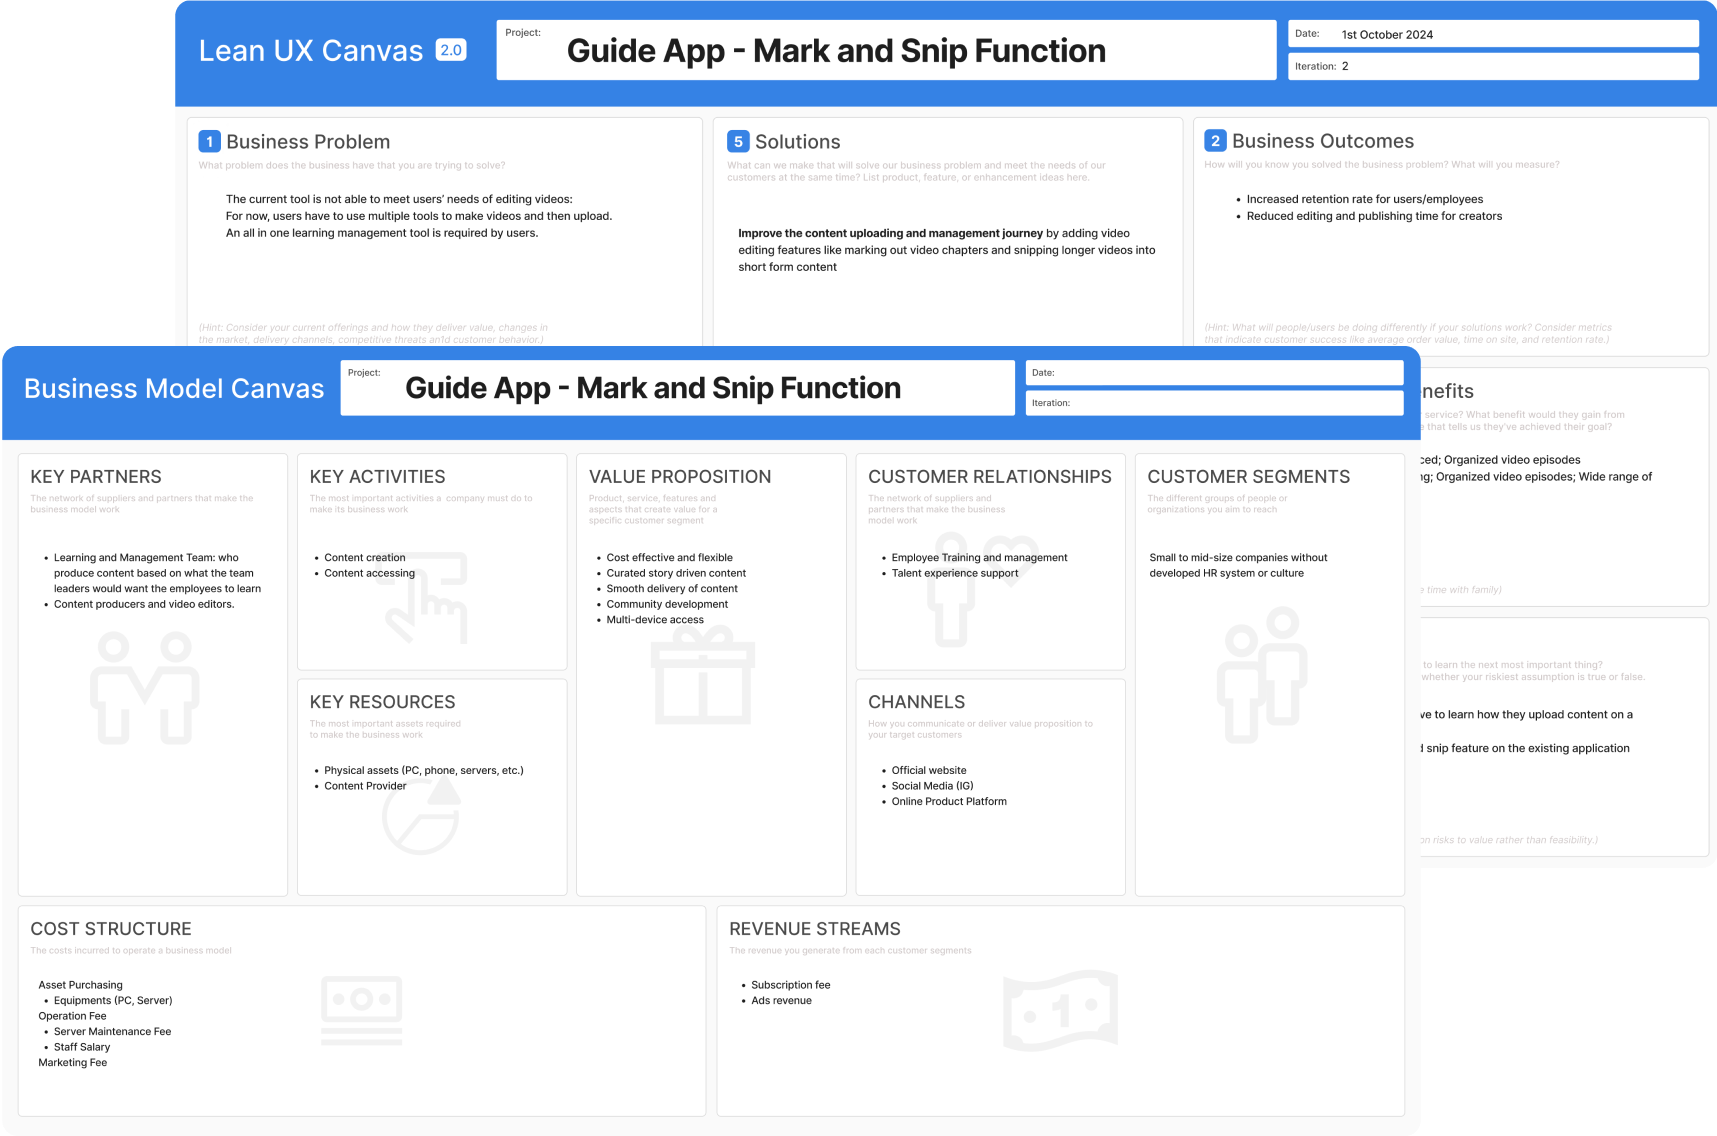 Lean UX Canvas 2.0
Project:
Guide App - Mark and Snip Function
Date: 1st October 2024
Iteration: 2
1 Business Problem
What problem does the business have that you are trying to solve?
The current tool is not able to meet users' needs of editing videos:
For now, users have to use multiple tools to make videos and then upload.
An all in one learning management tool is required by users.
(Hint: Consider your current offerings and how they deliver value, changes in
the market, delivery channels, competitive threats an1d customer behavior.)
5 Solutions
What can we make that will solve our business problem and meet the needs of our
customers at the same time? List product, feature, or enhancement ideas here.
Improve the content uploading and management journey by adding video
editing features like marking out video chapters and snipping longer videos into
short form content
2 Business Outcomes
How will you know you solved the business problem? What will you measure?
• Increased retention rate for users/employees
• Reduced editing and publishing time for creators
(Hint: What will people/users be doing differently if your solutions work? Consider metrics
that indicate customer success like average order value, time on site, and retention rate.)
nefits
service? What benefit would they gain from
that tells us they've achieved their goal?
ced; Organized video episodes
ng; Organized video episodes; Wide range of
time with family)
to learn the next most important thing?
whether your riskiest assumption is true or false.
ve to learn how they upload content on a
snip feature on the existing application
on risks to value rather than feasibility.)
Business Model Canvas
Project:
Guide App - Mark and Snip Function
Date:
Iteration:
KEY PARTNERS
The network of suppliers and partners that make the
business model work
• Learning and Management Team: who
produce content based on what the team
leaders would want the employees to learn
• Content producers and video editors.
KEY ACTIVITIES
The most important activities a company must do to
make its business work
• Content creation
• Content accessing
KEY RESOURCES
The most important assets required
to make the business work
• Physical assets (PC, phone, servers, etc.)
• Content Provider
VALUE PROPOSITION
Product, service, features and
aspects that create value for a
specific customer segment
• Cost effective and flexible
• Curated story driven content
• Smooth delivery of content
• Community development
• Multi-device access
CUSTOMER RELATIONSHIPS
The network of suppliers and
partners that make the business
model work
• Employee Training and management
• Talent experience support
CHANNELS
How you communicate or deliver value proposition to
your target customers
• Official website
• Social Media (IG)
• Online Product Platform
CUSTOMER SEGMENTS
The different groups of people or
organizations you aim to reach
Small to mid-size companies without
developed HR system or culture
COST STRUCTURE
The costs incurred to operate a business model
Asset Purchasing
• Equipments (PC, Server)
Operation Fee
• Server Maintenance Fee
• Staff Salary
Marketing Fee
REVENUE STREAMS
The revenue you generate from each customer segments
• Subscription fee
• Ads revenue
1